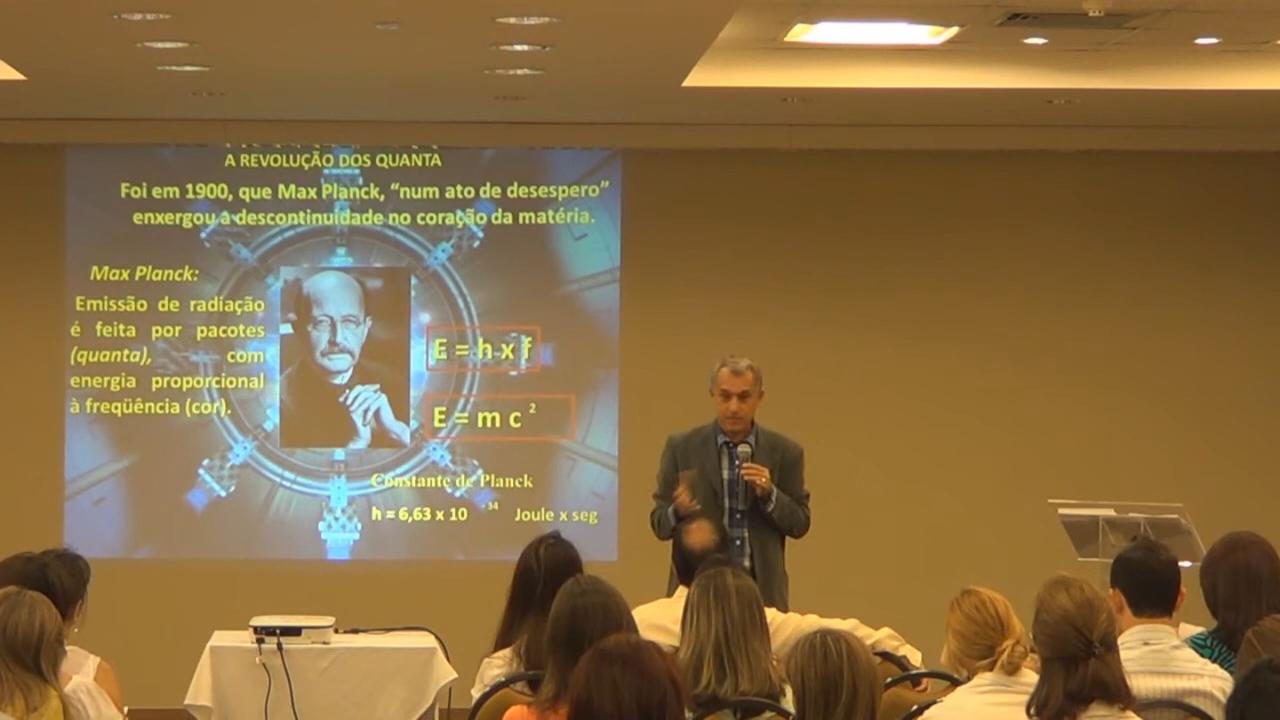 A REVOLUÇÃO DOS QUANTA
Foi em 1900, que Max Planck, “num ato de desespero”
enxergou a descontinuidade no coração da matéria.
Max Planck:
Emissão de radiação
é feita por pacotes
(quanta), com
energia proporcional
à freqüência (cor).
E = h x f
E = m c ²
Constante de Planck
h = 6,63 x 10 ⁻³⁴ Joule x seg